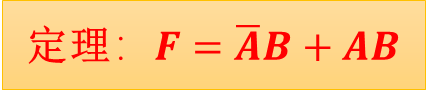 定理：F = A̅B + AB